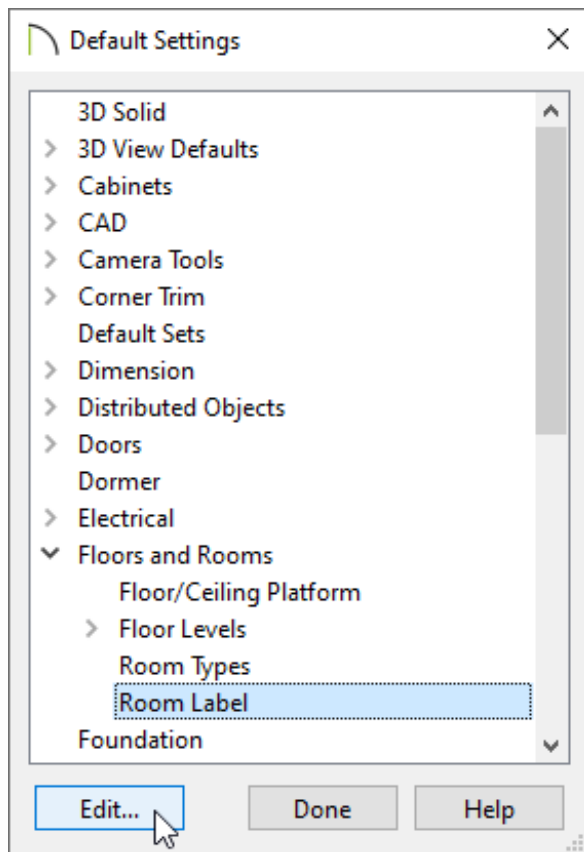 Default Settings
3D Solid
3D View Defaults
Cabinets
CAD
Camera Tools
Corner Trim
Default Sets
Dimension
Distributed Objects
Doors
Dormer
Electrical
Floors and Rooms
Floor/Ceiling Platform
Floor Levels
Room Types
Room Label
Foundation
Edit... Done Help